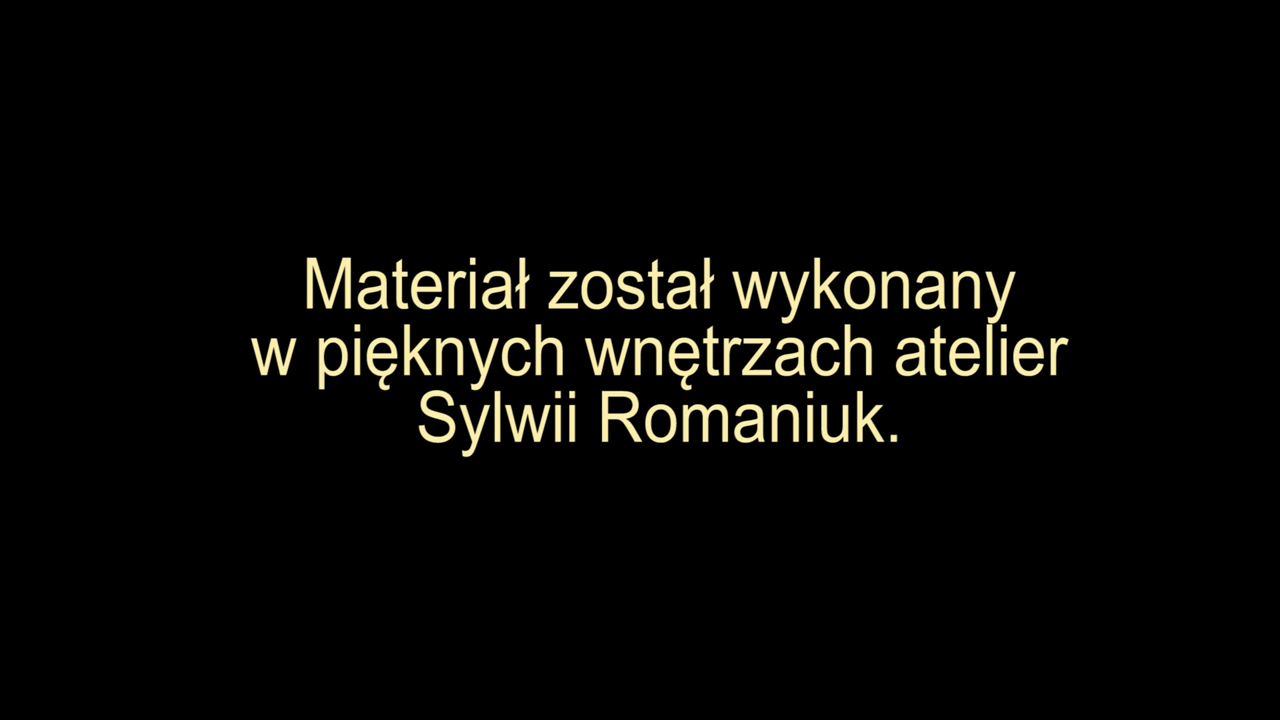 Materiał został wykonany
w pięknych wnętrzach atelier
Sylwii Romaniuk.